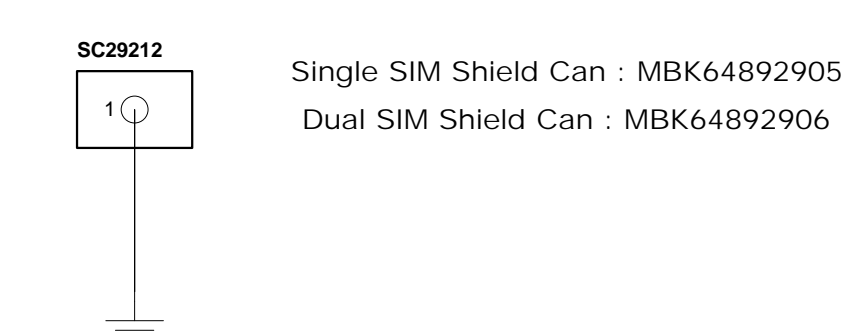 SC29212
1
Single SIM Shield Can : MBK64892905
Dual SIM Shield Can : MBK64892906